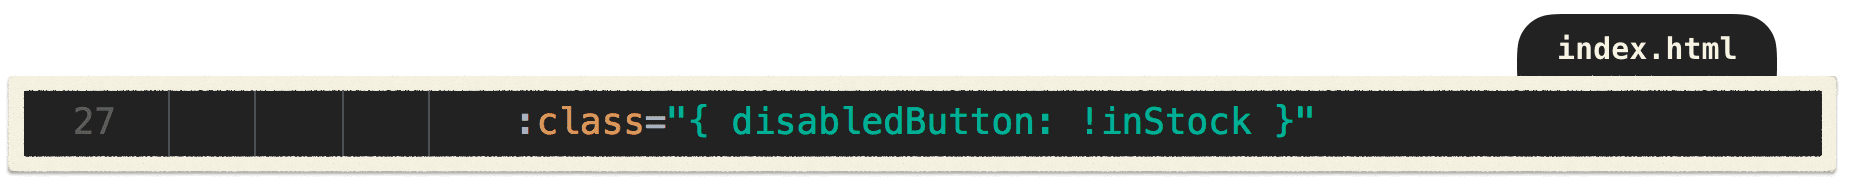 index.html
27 :class="{ disabledButton: !inStock }"